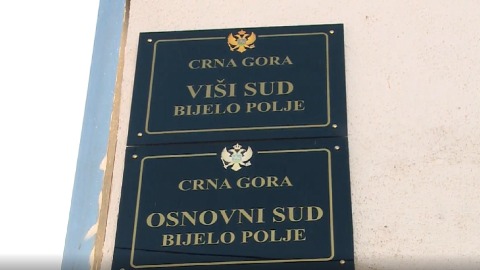 CRNA GORA
VIŠI SUD
BIJELO POLJE
CRNA GORA
OSNOVNI SUD
BIJELO POLJE